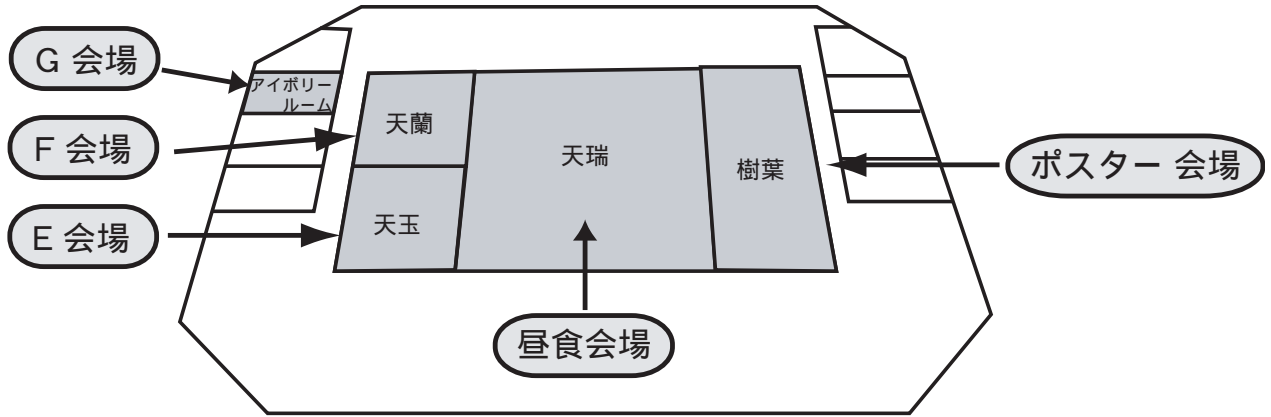 G 会場
アイボリー
ルーム
F 会場
天蘭
天瑞
樹葉
ポスター 会場
E 会場
天玉
昼食会場